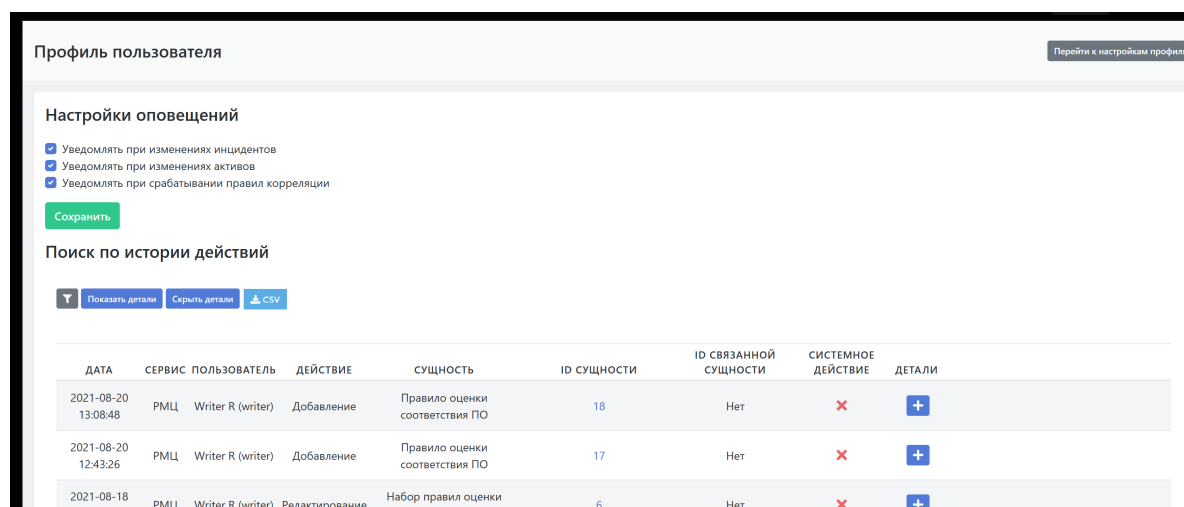 Профиль пользователя
Перейти к настройкам профиля
Настройки оповещений
Уведомлять при изменениях инцидентов
Уведомлять при изменениях активов
Уведомлять при срабатывании правил корреляции
Сохранить
Поиск по истории действий
Показать детали Скрыть детали CSV
ДАТА СЕРВИС ПОЛЬЗОВАТЕЛЬ ДЕЙСТВИЕ СУЩНОСТЬ ID СУЩНОСТИ ID СВЯЗАННОЙ СУЩНОСТИ СИСТЕМНОЕ ДЕЙСТВИЕ ДЕТАЛИ
2021-08-20 13:08:48 РМЦ Writer R (writer) Добавление Правило оценки соответствия ПО 18 Нет
2021-08-20 12:43:26 РМЦ Writer R (writer) Добавление Правило оценки соответствия ПО 17 Нет
2021-08-18 РМЦ Writer R (writer) Редактирование Набор правил оценки 6 Нет